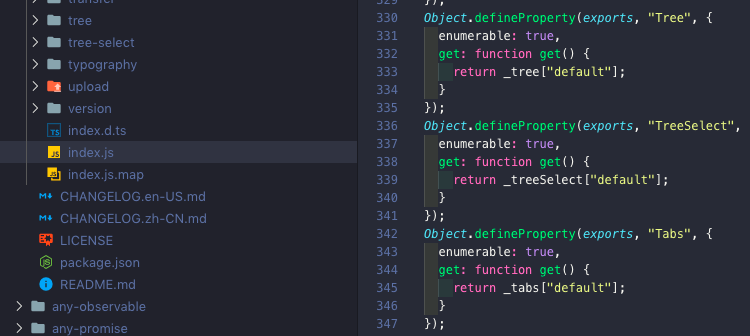 transfer
tree
tree-select
typography
upload
version
index.d.ts
index.js
index.js.map
CHANGELOG.en-US.md
CHANGELOG.zh-CN.md
LICENSE
package.json
README.md
any-observable
any-promise
329 });
330 Object.defineProperty(exports, "Tree", {
331 enumerable: true,
332 get: function get() {
333 return _tree["default"];
334 }
335 });
336 Object.defineProperty(exports, "TreeSelect",
337 enumerable: true,
338 get: function get() {
339 return _treeSelect["default"];
340 }
341 });
342 Object.defineProperty(exports, "Tabs", {
343 enumerable: true,
344 get: function get() {
345 return _tabs["default"];
346 }
347 });